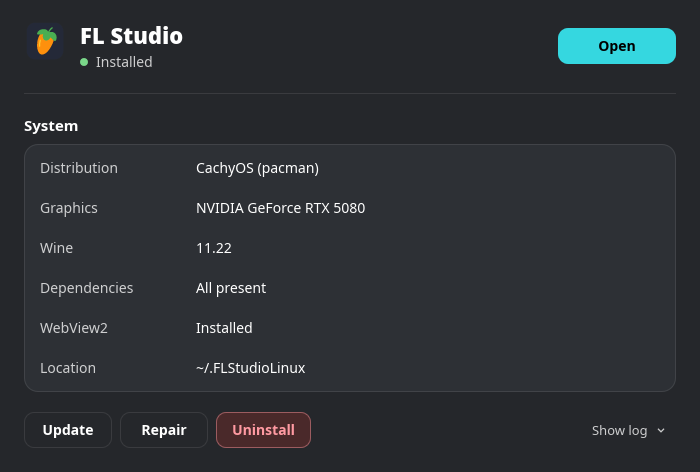 FL Studio
Installed
Open
System
Distribution CachyOS (pacman)
Graphics NVIDIA GeForce RTX 5080
Wine 11.22
Dependencies All present
WebView2 Installed
Location ~/.FLStudioLinux
Update Repair Uninstall Show log